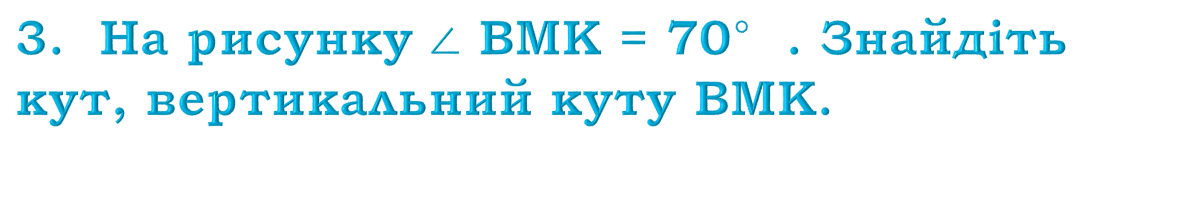 3. На рисунку ∠ ВМК = 70° . Знайдіть
кут, вертикальний куту ВМК.